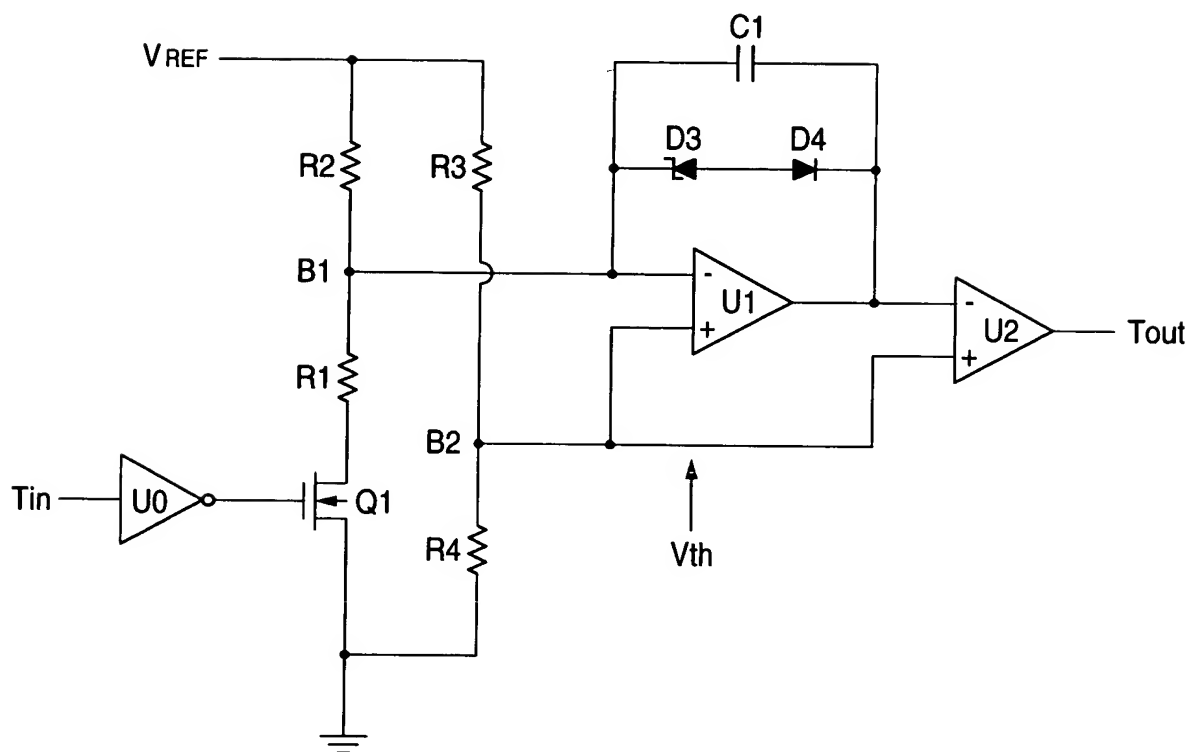 C1
VREF
D3 D4
R2 R3
B1
-
U1
-
+
U2
Tout
+
R1
B2
Tin
U0
Q1
R4
Vth